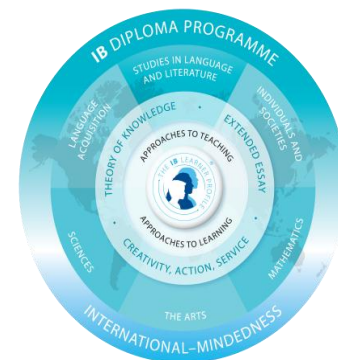 IB DIPLOMA PROGRAMME
STUDIES IN LANGUAGE
AND LITERATURE
LANGUAGE
ACQUISITION
INDIVIDUALS AND
SOCIETIES
THEORY OF KNOWLEDGE
EXTENDED ESSAY
APPROACHES TO TEACHING
THE IB LEARNER PROFILE
APPROACHES TO LEARNING
CREATIVITY, ACTION, SERVICE
SCIENCES
MATHEMATICS
THE ARTS
INTERNATIONAL–MINDEDNESS